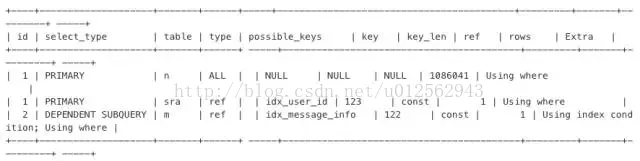 +----+--------------------+-------+------+ -----+------------------------------------------+---------+-------+---------
--------+ -----+
| id | select_type | table | type | possible_keys | key | key_len | ref | rows | Extra |
+----+--------------------+-------+------+ -----+------------------------------------------+---------+-------+---------
--------+ -----+
| 1 | PRIMARY | n | ALL | | NULL | NULL | NULL | 1086041 | Using where
|
| 1 | PRIMARY | sra | ref | | idx_user_id | 123 | const | 1 | Using where |
| 2 | DEPENDENT SUBQUERY | m | ref | | idx_message_info | 122 | const | 1 | Using index cond
ition; Using where |
+----+--------------------+-------+------+ -----+------------------------------------------+---------+-------+---------
---------+ -----+
http://blog.csdn.net/u012562943